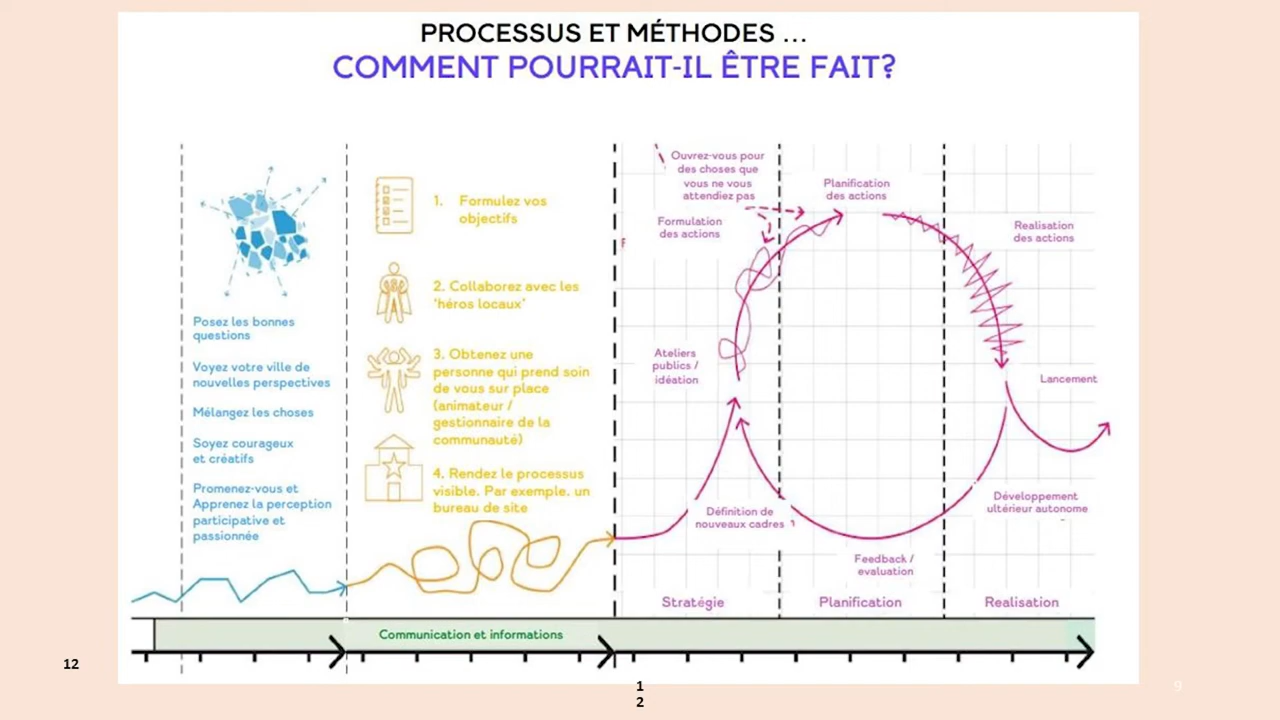 PROCESSUS ET MÉTHODES ...
COMMENT POURRAIT-IL ÊTRE FAIT?
Posez les bonnes
questions
Voyez votre ville de
nouvelles perspectives
Mélangez les choses
Soyez courageux
et créatifs
Promenez-vous et
Apprenez la perception
participative et
passionnée
1. Formulez vos
objectifs
2. Collaborez avec les
'héros locaux'
3. Obtenez une
personne qui prend soin
de vous sur place
(animateur /
gestionnaire de la
communauté)
4. Rendez le processus
visible. Par exemple. un
bureau de site
Ouvrez-vous pour
des choses que
vous ne vous
attendiez pas
Formulation
des actions
Planification
des actions
Realisation
des actions
Ateliers
publics /
idéation
Lancement
Définition de
nouveaux cadres
Développement
ultérieur autonome
Feedback /
evaluation
Stratégie
Planification
Realisation
Communication et informations
12
1
2
9